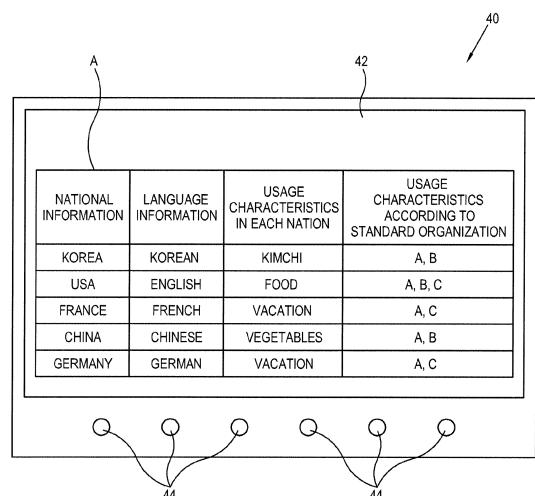 40
A
42
NATIONAL INFORMATION | LANGUAGE INFORMATION | USAGE CHARACTERISTICS IN EACH NATION | USAGE CHARACTERISTICS ACCORDING TO STANDARD ORGANIZATION
KOREA | KOREAN | KIMCHI | A, B
USA | ENGLISH | FOOD | A, B, C
FRANCE | FRENCH | VACATION | A, C
CHINA | CHINESE | VEGETABLES | A, B
GERMANY | GERMAN | VACATION | A, C
44 44